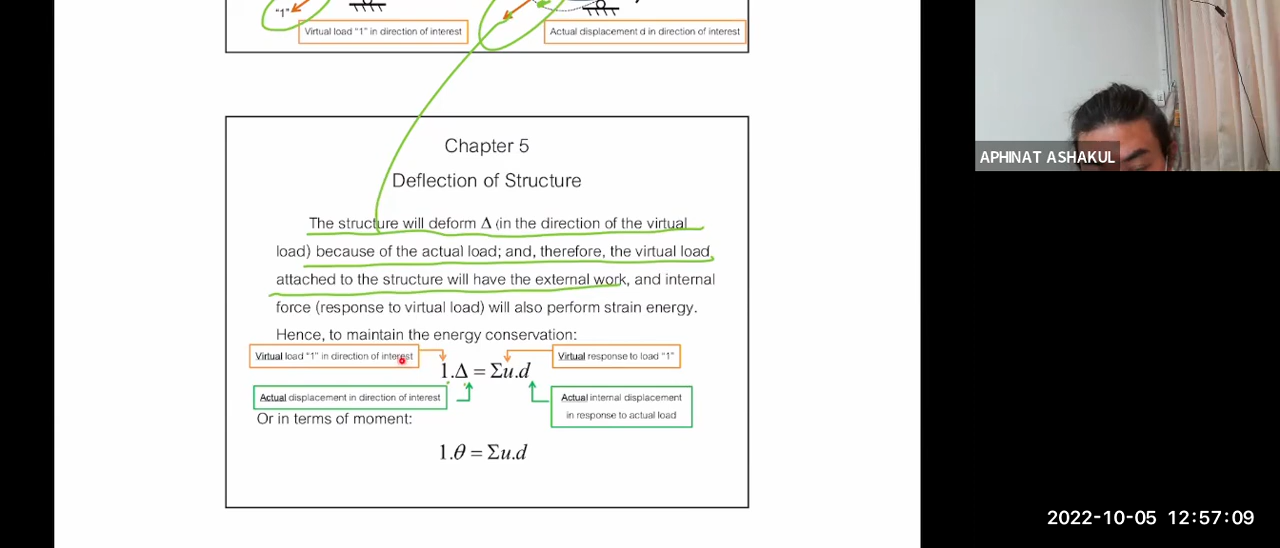 "1"
Virtual load "1" in direction of interest
Actual displacement d in direction of interest
APHINAT ASHAKUL
Chapter 5
Deflection of Structure
The structure will deform Δ (in the direction of the virtual
load) because of the actual load; and, therefore, the virtual load
attached to the structure will have the external work, and internal
force (response to virtual load) will also perform strain energy.
Hence, to maintain the energy conservation:
Virtual load "1" in direction of interest
Virtual response to load "1"
1.Δ = Σu.d
Actual displacement in direction of interest
Actual internal displacement
in response to actual load
Or in terms of moment:
1.θ = Σu.d
2022-10-05 12:57:09